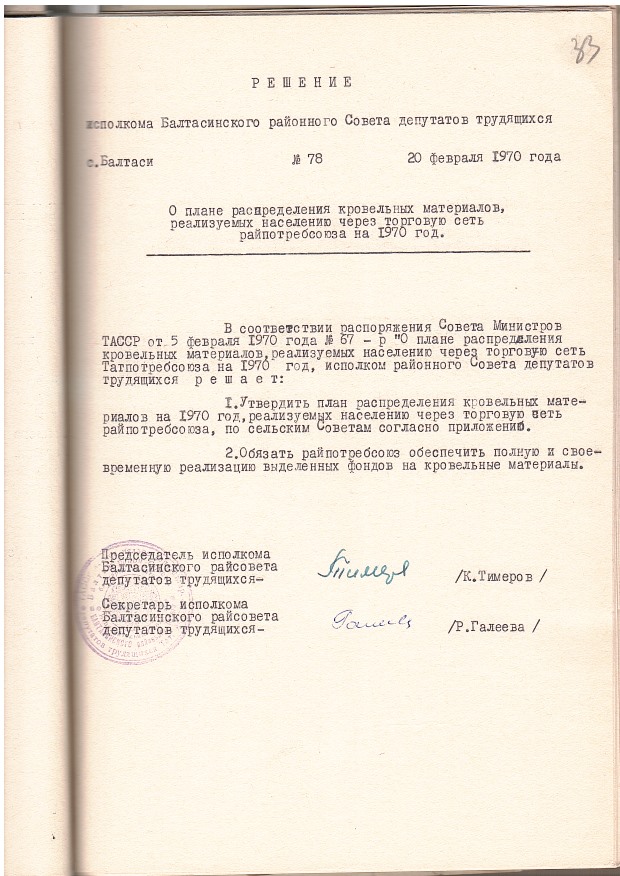 33
РЕШЕНИЕ
исполкома Балтасинского районного Совета депутатов трудящихся
с.Балтаси № 78 20 февраля 1970 года
О плане распределения кровельных материалов,
реализуемых населению через торговую сеть
райпотребсоюза на 1970 год.
В соответствии распоряжения Совета Министров
ТАССР от 5 февраля 1970 года № 67 - р "О плане распределения
кровельных материалов,реализуемых населению через торговую сеть
Татпотребсоюза на 1970 год, исполком районного Совета депутатов
трудящихся р е ш а е т:
1.Утвердить план распределения кровельных мате-
риалов на 1970 год,реализуемых населению через торговую сеть
райпотребсоюза, по сельским Советам согласно приложений.
2.Обязать райпотребсоюз обеспечить полную и свое-
временную реализацию выделенных фондов на кровельные материалы.
Председатель исполкома
Балтасинского райсовета
депутатов трудящихся- Тимеров /К.Тимеров /
Секретарь исполкома
Балтасинского райсовета
депутатов трудящихся- Галеева /Р.Галеева /